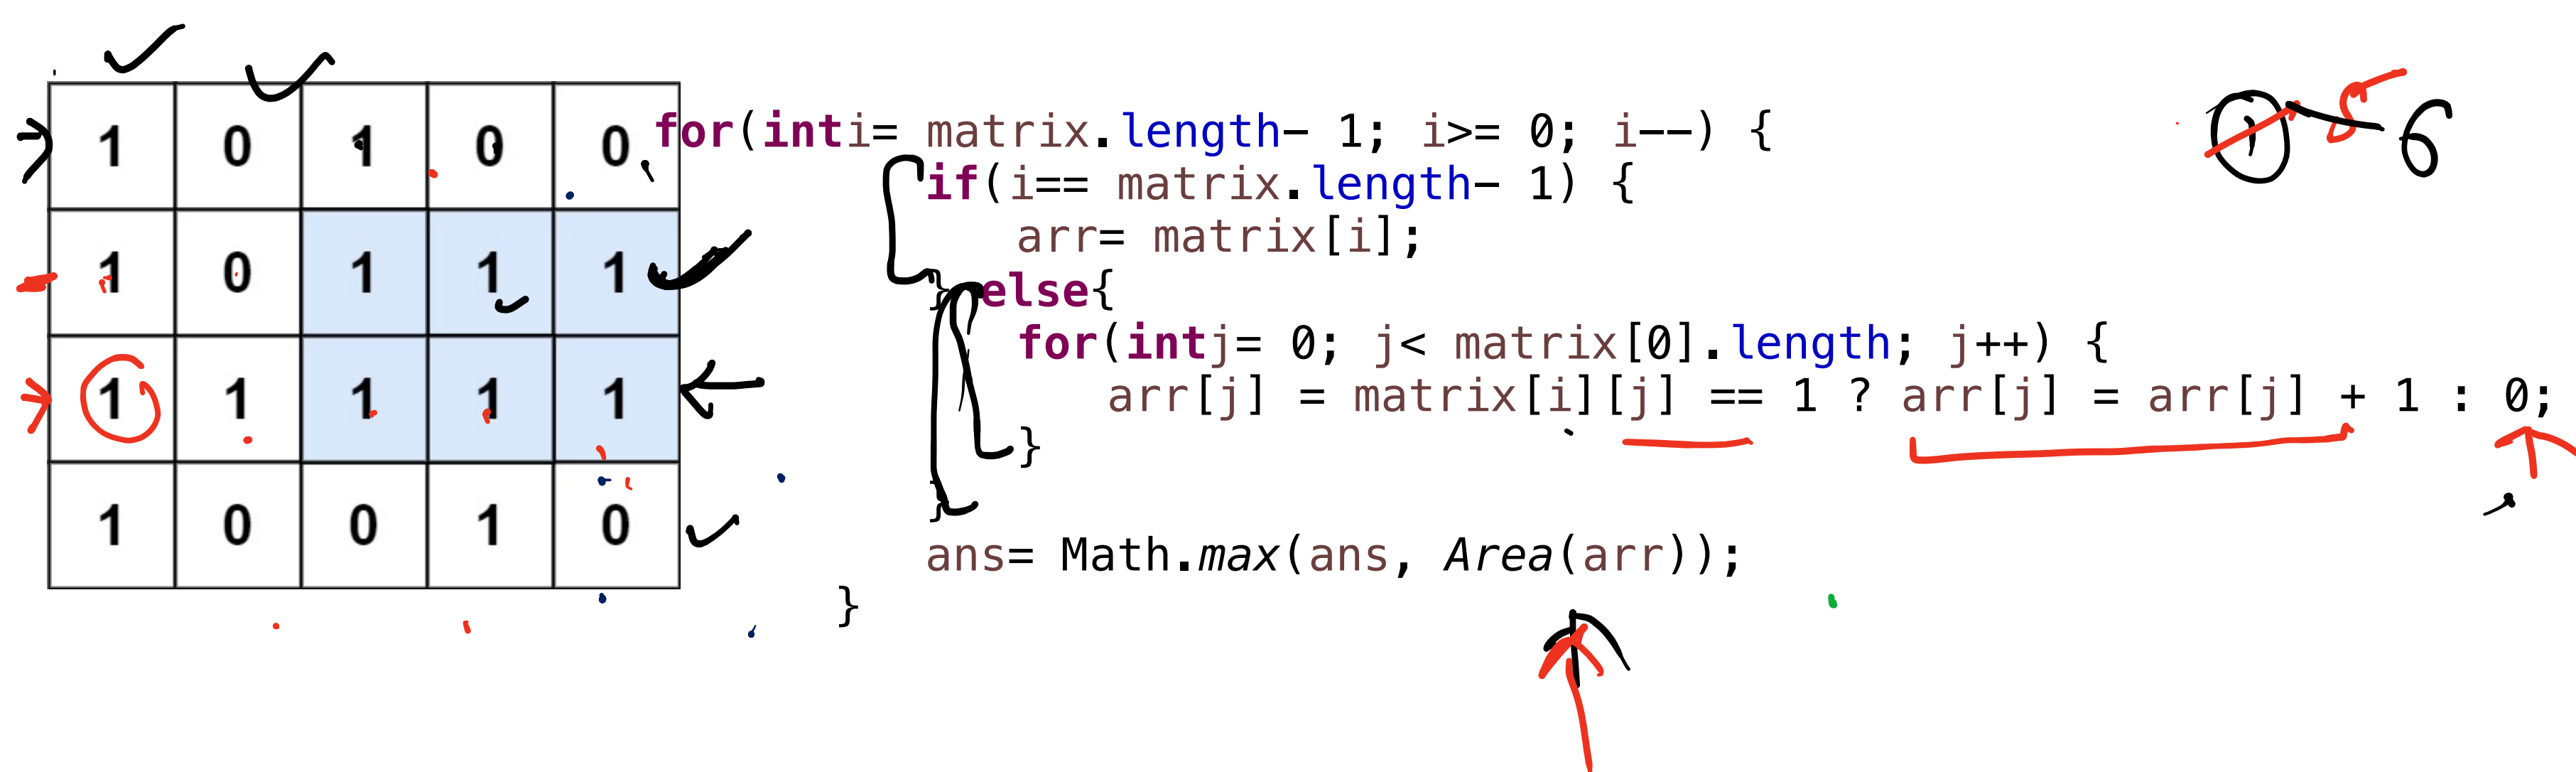 1 0 1 0 0
1 0 1 1 1
1 1 1 1 1
1 0 0 1 0
for(inti= matrix.length- 1; i>= 0; i--) {
if(i== matrix.length- 1) {
arr= matrix[i];
} else{
for(intj= 0; j< matrix[0].length; j++) {
arr[j] = matrix[i][j] == 1 ? arr[j] = arr[j] + 1 : 0;
}
}
ans= Math.max(ans, Area(arr));
}
1 5 6